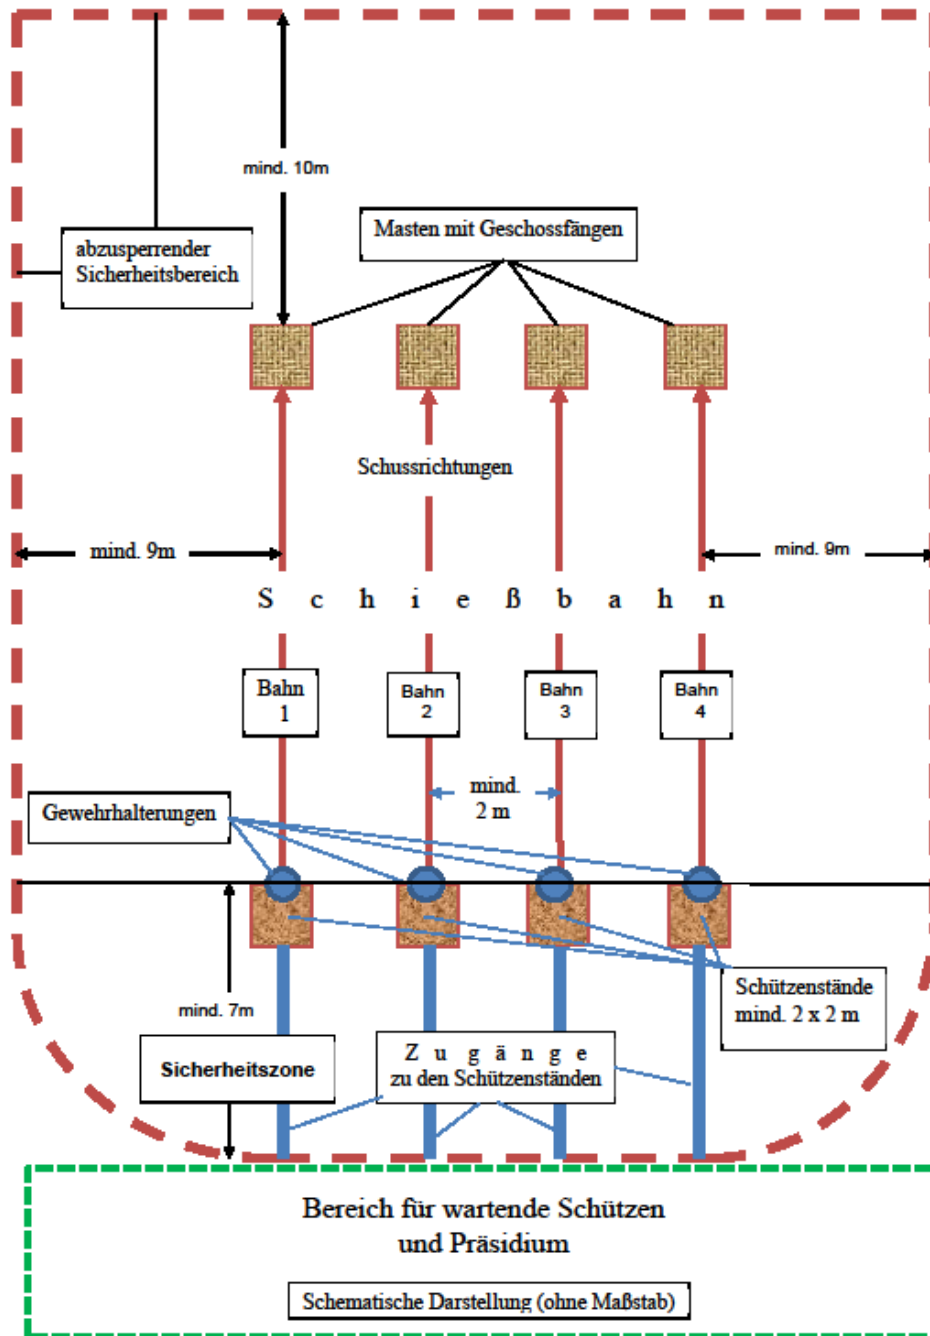 mind. 10m
Masten mit Geschossfängen
abzusperrender
Sicherheitsbereich
Schussrichtungen
mind. 9m
mind. 9m
S c h i e ß b a h n
Bahn
1
Bahn
2
Bahn
3
Bahn
4
mind.
2 m
Gewehrhalterungen
mind. 7m
Schützenstände
mind. 2 x 2 m
Sicherheitszone
Z u g ä n g e
zu den Schützenständen
Bereich für wartende Schützen
und Präsidium
Schematische Darstellung (ohne Maßstab)